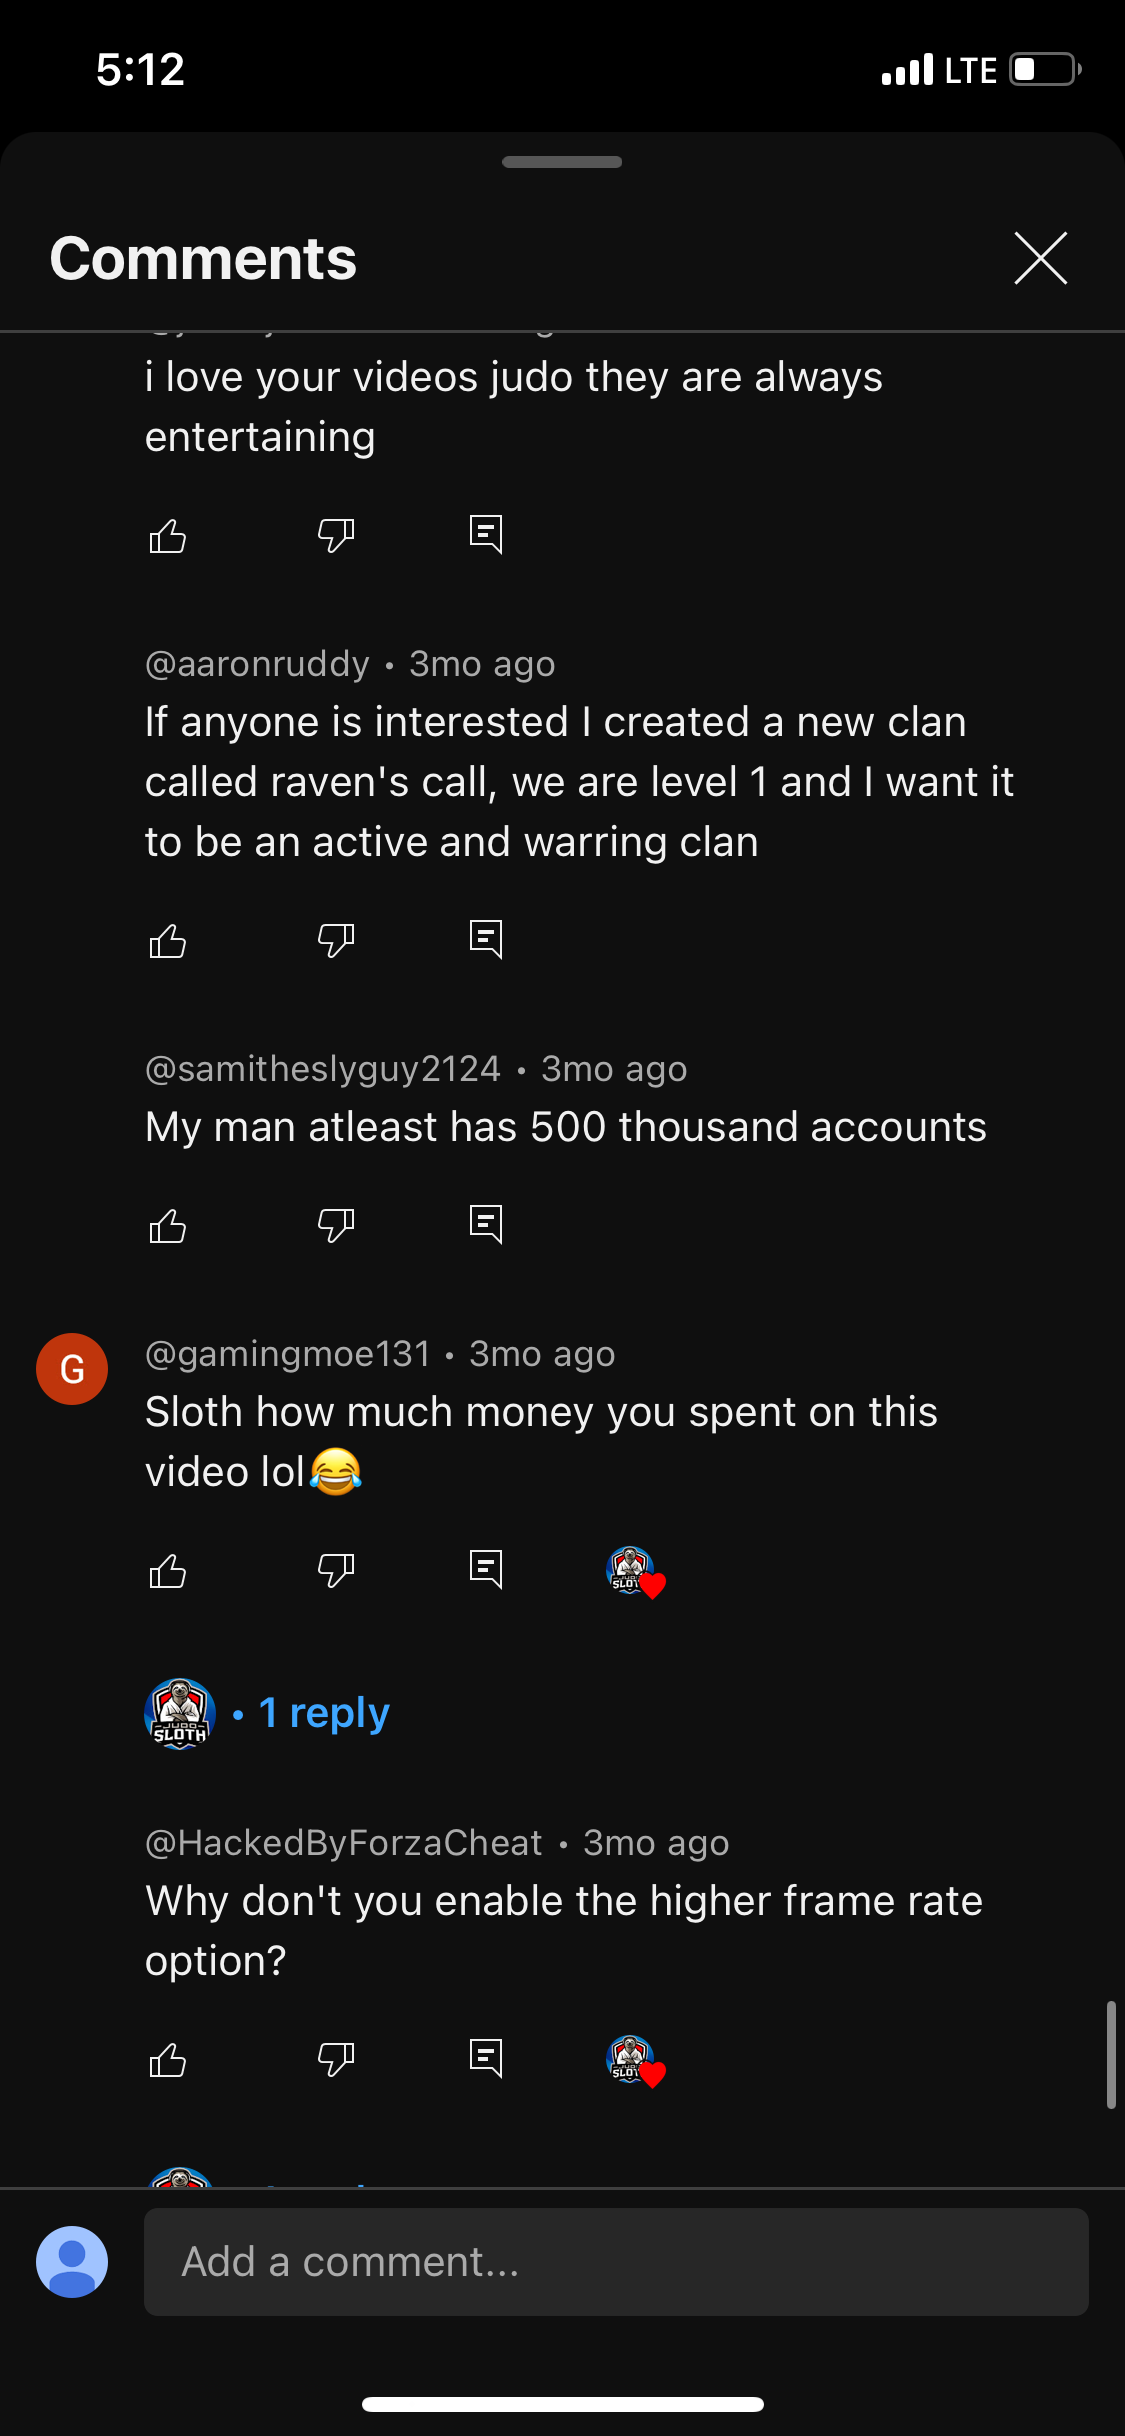 5:12
LTE
Comments
i love your videos judo they are always
entertaining
@aaronruddy • 3mo ago
If anyone is interested I created a new clan
called raven's call, we are level 1 and I want it
to be an active and warring clan
@samitheslyguy2124 • 3mo ago
My man atleast has 500 thousand accounts
G
@gamingmoe131 • 3mo ago
Sloth how much money you spent on this
video lol😂
JUDO
SLOTH
• 1 reply
@HackedByForzaCheat • 3mo ago
Why don't you enable the higher frame rate
option?
Add a comment...